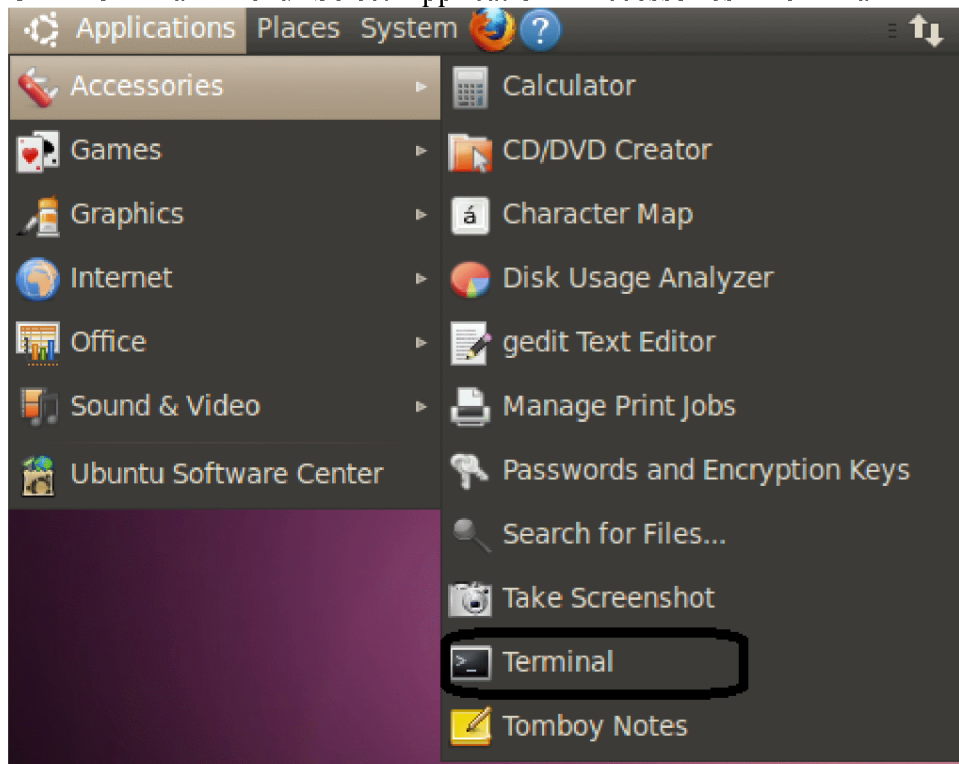 Applications Places System
Accessories
Games
Graphics
Internet
Office
Sound & Video
Ubuntu Software Center
Calculator
CD/DVD Creator
Character Map
Disk Usage Analyzer
gedit Text Editor
Manage Print Jobs
Passwords and Encryption Keys
Search for Files...
Take Screenshot
Terminal
Tomboy Notes